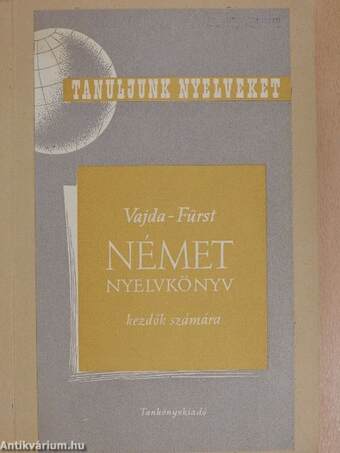 TANULJUNK NYELVEKET
Vajda-Fürst
NÉMET
NYELVKÖNYV
kezdők számára
Tankönyvkiadó
Antikvárium.hu